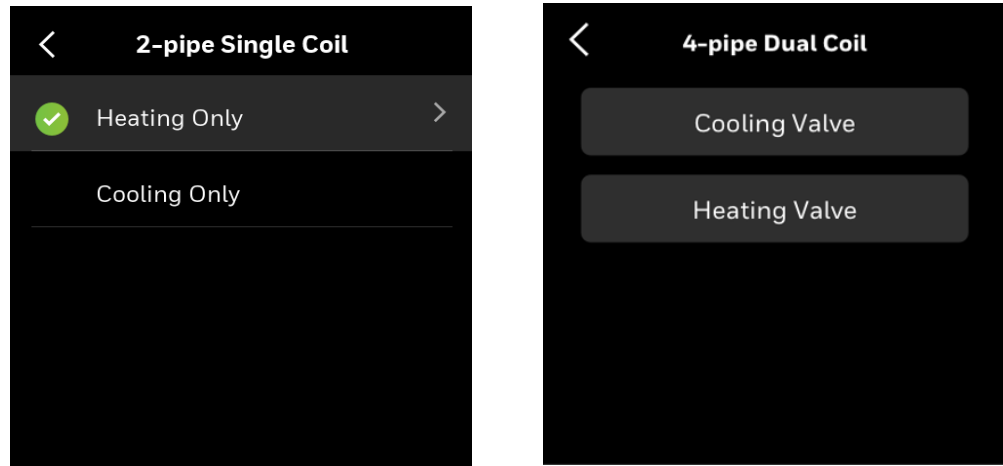 2-pipe Single Coil
Heating Only
Cooling Only
4-pipe Dual Coil
Cooling Valve
Heating Valve